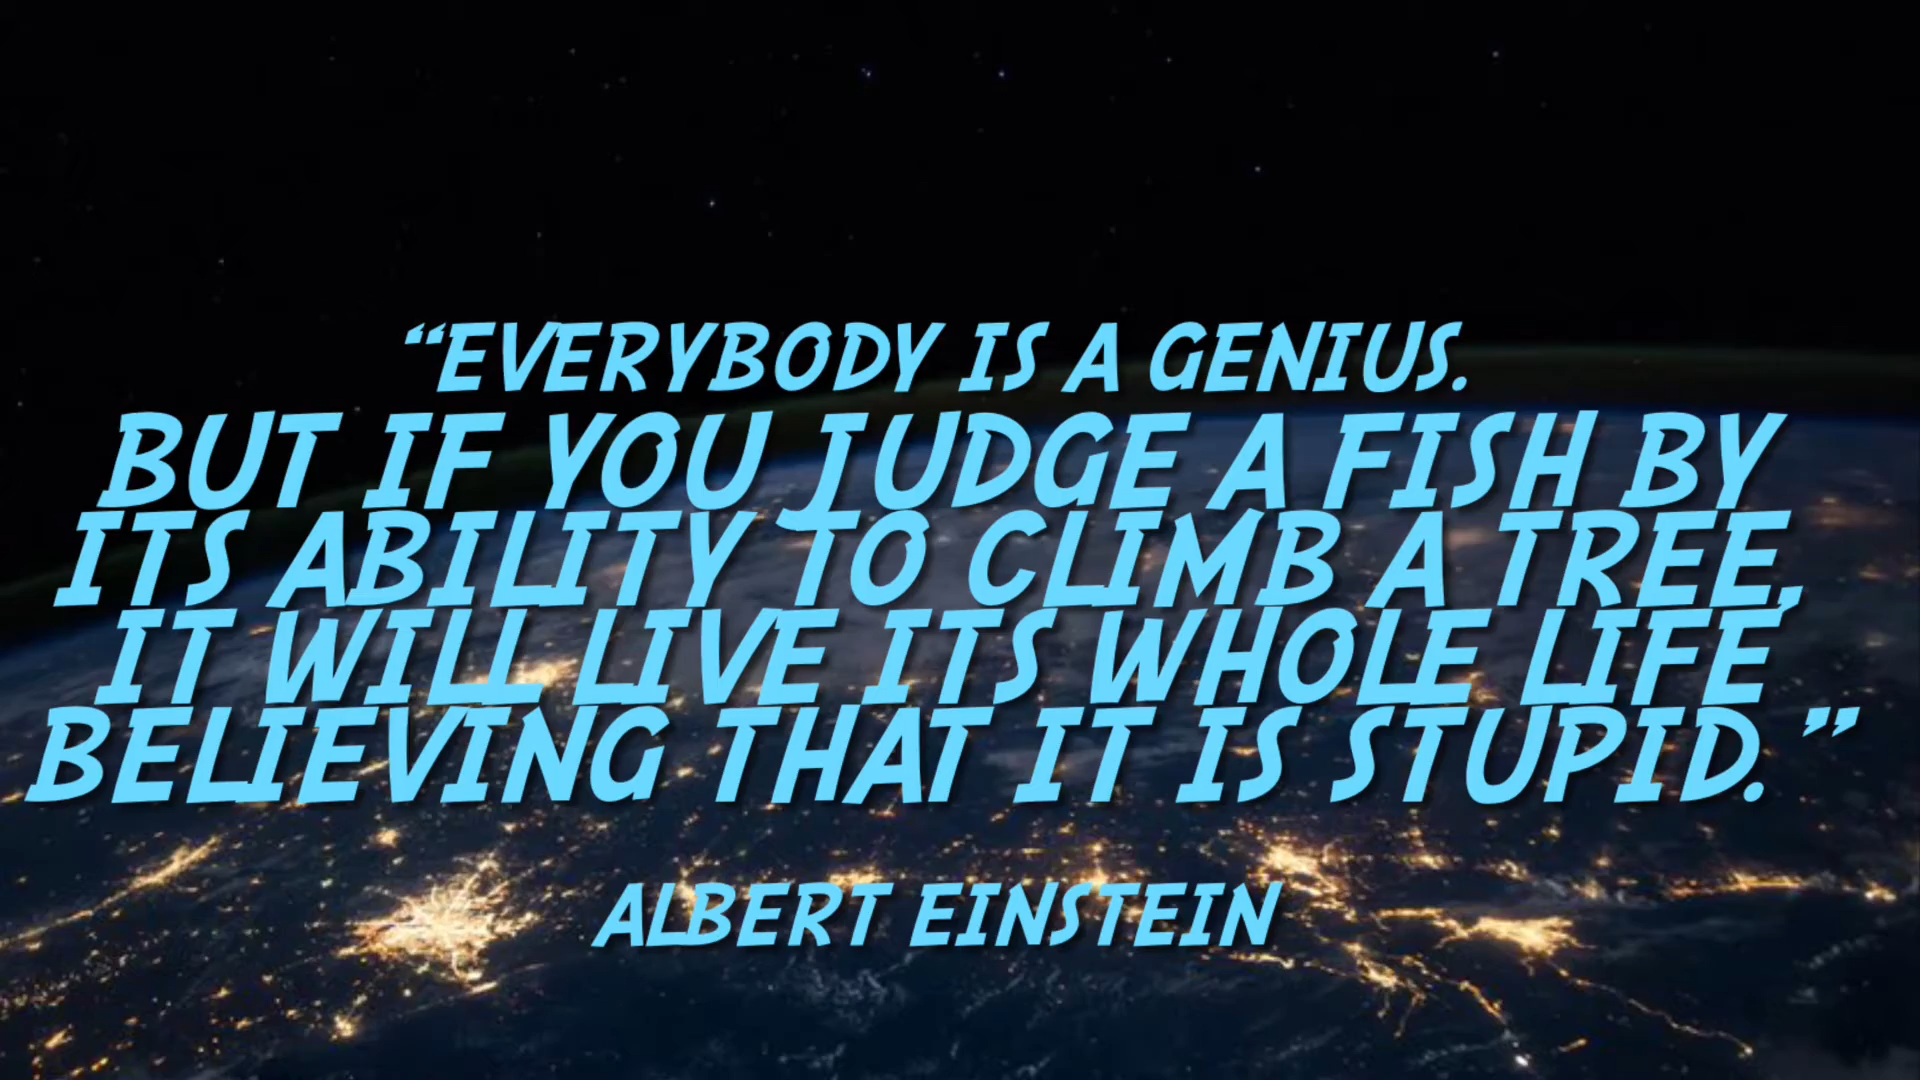 “EVERYBODY IS A GENIUS.
BUT IF YOU JUDGE A FISH BY
ITS ABILITY TO CLIMB A TREE,
IT WILL LIVE ITS WHOLE LIFE
BELIEVING THAT IT IS STUPID.”
ALBERT EINSTEIN